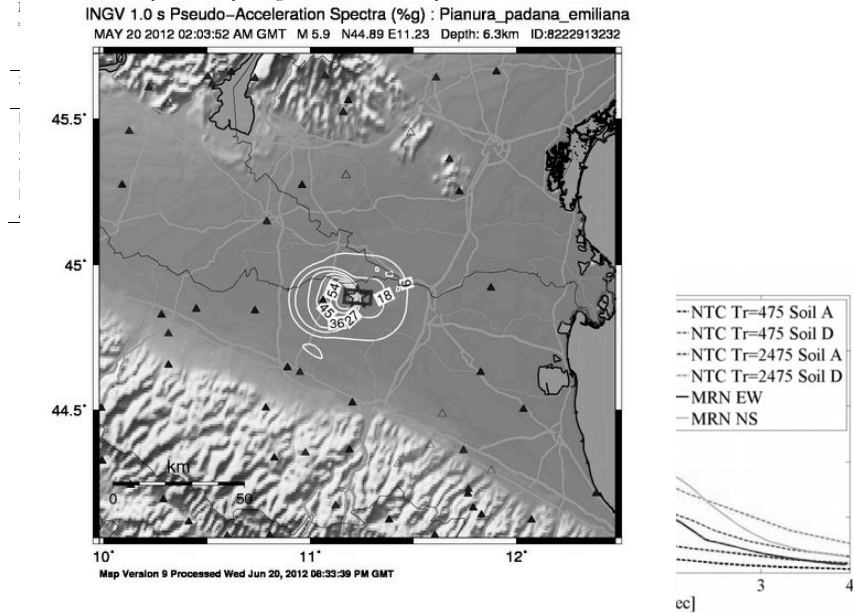 INGV 1.0 s Pseudo-Acceleration Spectra (%g) : Pianura_padana_emiliana
MAY 20 2012 02:03:52 AM GMT M 5.9 N44.89 E11.23 Depth: 6.3km ID:8222913232
45.5°
45°
44.5°
54
45
36
27
18
9
km
0
50
10°
11°
12°
Map Version 9 Processed Wed Jun 20, 2012 08:33:39 PM GMT
NTC Tr=475 Soil A
NTC Tr=475 Soil D
NTC Tr=2475 Soil A
NTC Tr=2475 Soil D
MRN EW
MRN NS
3
4
ec]